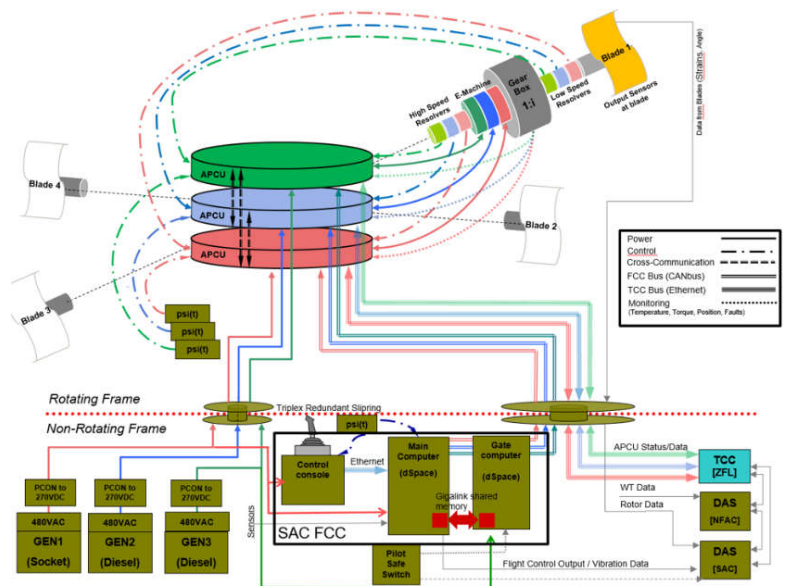 Blade 1
Gear
Box
1:i
E-Machine
High Speed
Resolvers
Low Speed
Resolvers
Output Sensors
at blade
Data from Blades (Strains, Angle)
APCU
APCU
APCU
Blade 4
Blade 2
Blade 3
Power
Control
Cross-Communication
FCC Bus (CANbus)
TCC Bus (Ethernet)
Monitoring
(Temperature, Torque, Position, Faults)
psi(t)
psi(t)
psi(t)
Rotating Frame
Non-Rotating Frame
Triplex Redundant Slipring
psi(t)
Control
console
Ethernet
Main
Computer
(dSpace)
Gate
Computer
(dSpace)
Gigalink shared
memory
SAC FCC
Sensors
PCON to
270VDC
PCON to
270VDC
PCON to
270VDC
480VAC
GEN1
(Socket)
480VAC
GEN2
(Diesel)
480VAC
GEN3
(Diesel)
Pilot
Safe
Switch
Flight Control Output / Vibration Data
APCU Status/Data
WT Data
Rotor Data
TCC
[ZFL]
DAS
[NFAC]
DAS
[SAC]